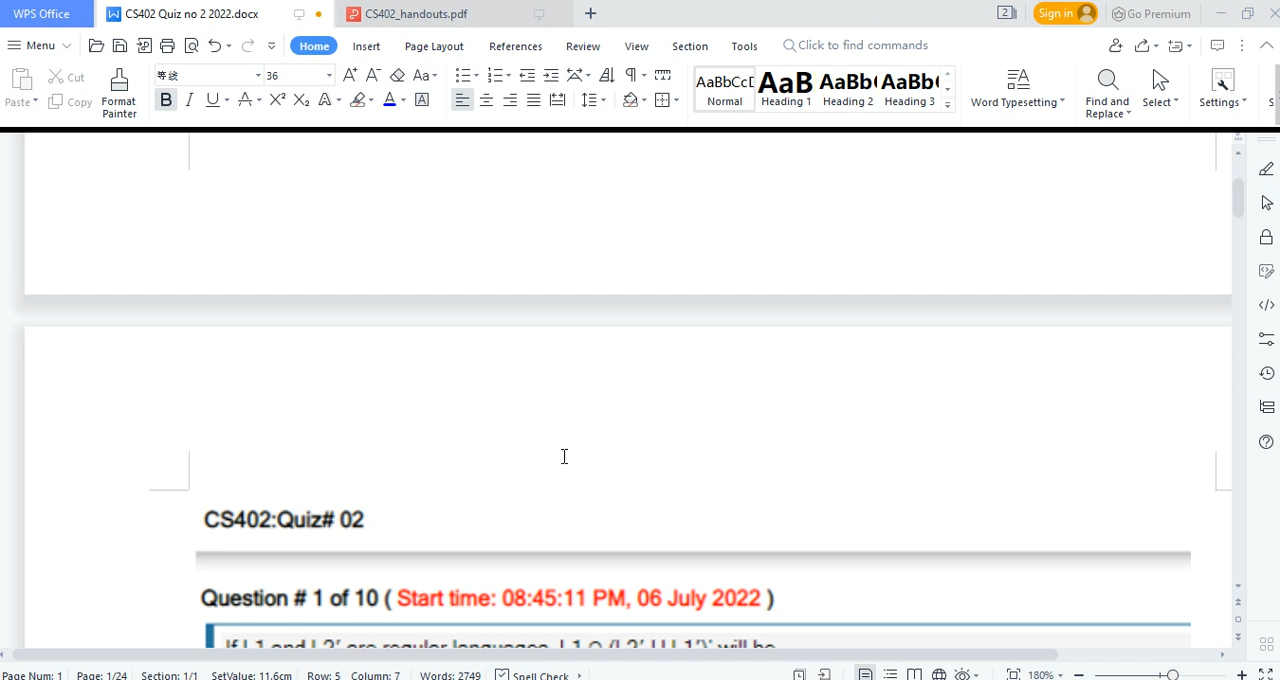 WPS Office CS402 Quiz no 2 2022.docx CS402_handouts.pdf + 2 Sign in Go Premium
Menu Home Insert Page Layout References Review View Section Tools Click to find commands
Paste Cut Copy Format Painter 等线 36 Aa B I U X² X₂ A A A
AaBbCcD AaB AaBb( AaBb(
Normal Heading 1 Heading 2 Heading 3
Word Typesetting Find and Replace Select Settings S
CS402:Quiz# 02
Question # 1 of 10 ( Start time: 08:45:11 PM, 06 July 2022 )
Page Num: 1 Page: 1/24 Section: 1/1 SetValue: 11.6cm Row: 5 Column: 7 Words: 2749 Spell Check 180%